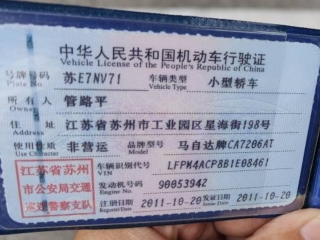 中华人民共和国机动车行驶证
Vehicle License of the People's Republic of China
号牌号码 苏E7NV71 车辆类型 小型轿车
Plate No. Vehicle Type
所有人 管路平
Owner
住址 江苏省苏州市工业园区星海街198号
Address
使用性质 非营运 品牌型号 马自达牌CA7206AT
Use Character Model
江苏省苏州市公安局交通巡逻警察支队
车辆识别代号 LFPM4ACP8B1E08461
VIN
发动机号码 90053942
Engine No.
注册日期 2011-10-20 发证日期 2011-10-20
Register Date Issue Date